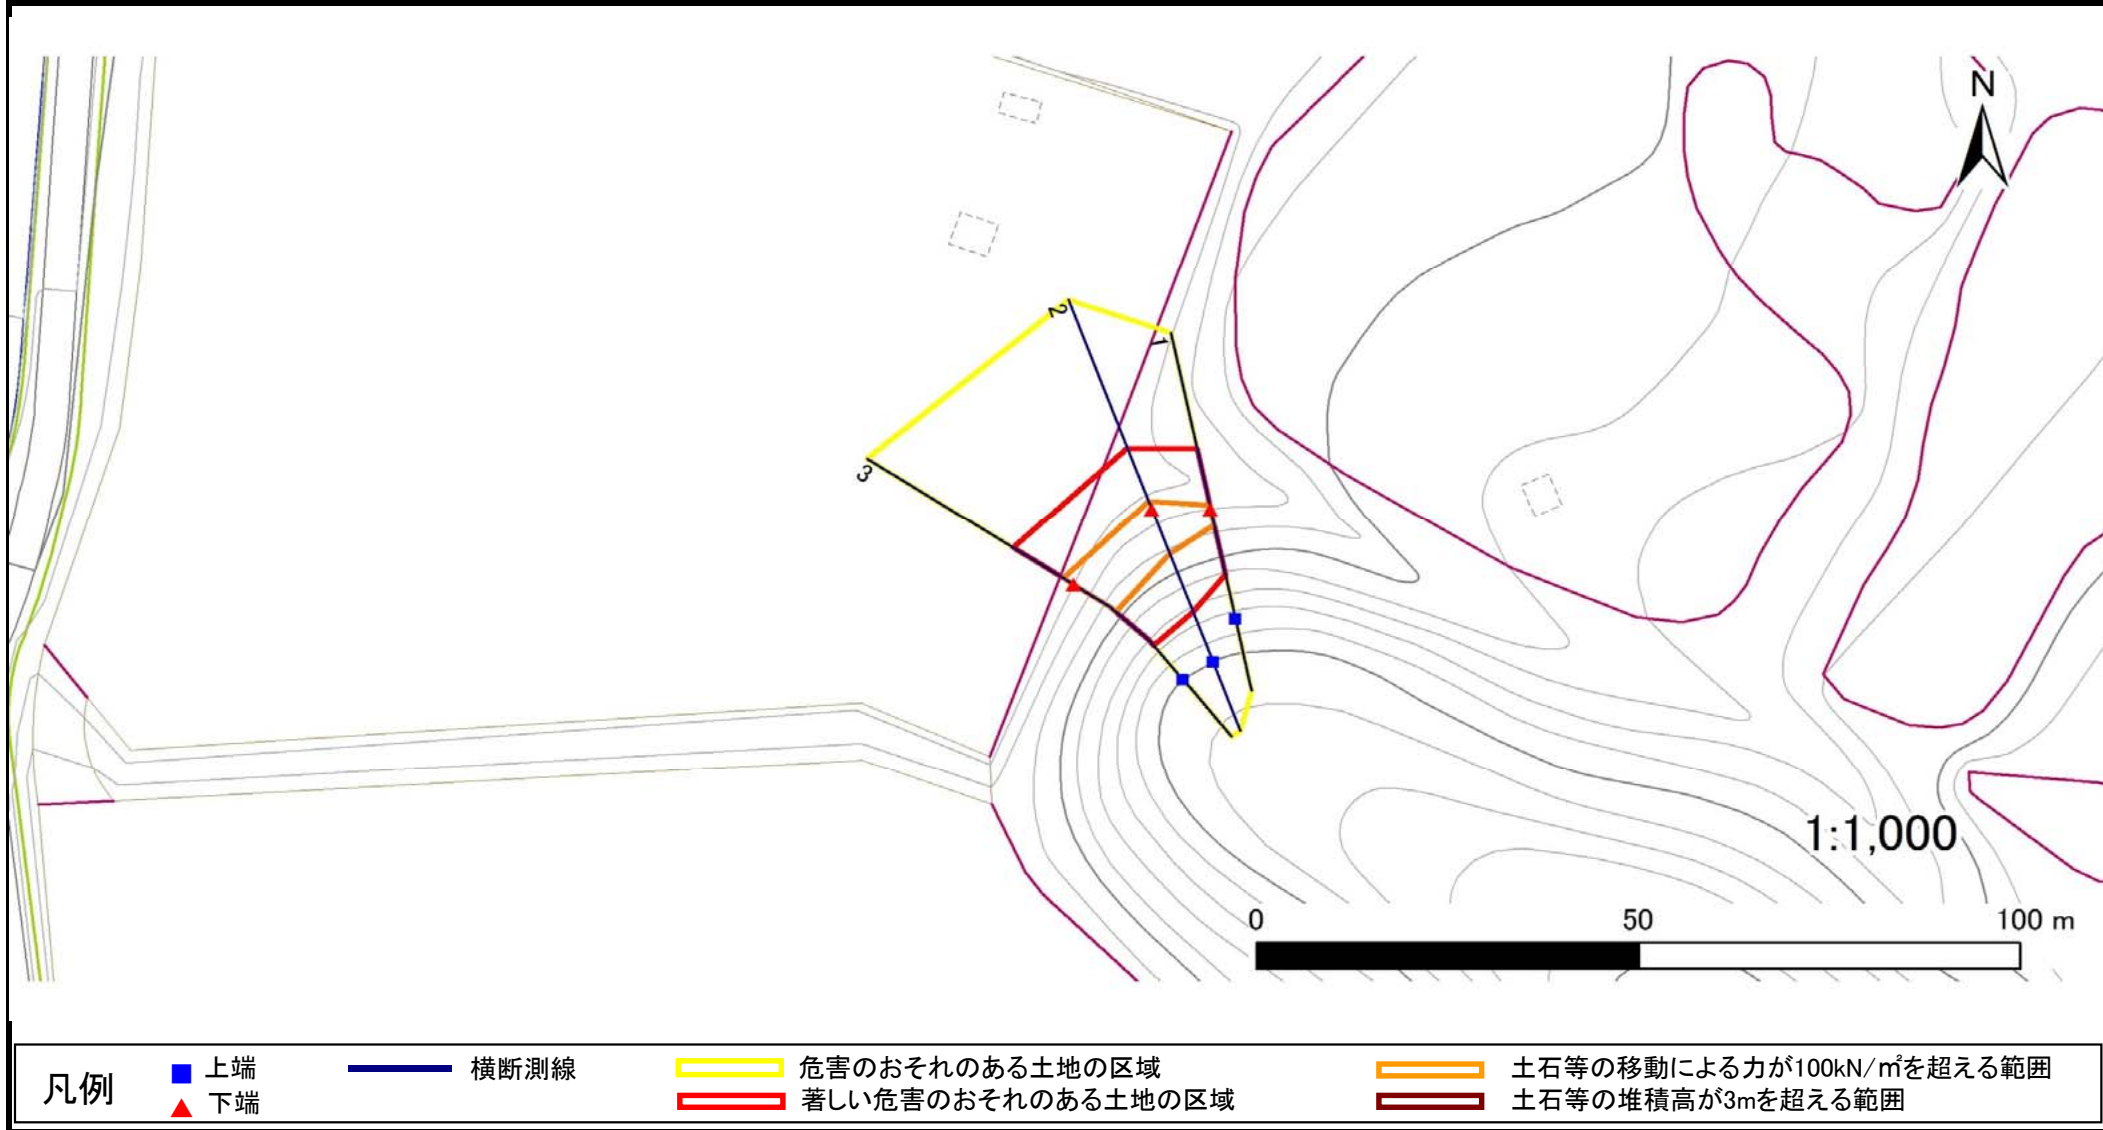 N
2
1
3
1:1,000
0 50 100 m
凡例
上端
下端
横断測線
危害のおそれのある土地の区域
著しい危害のおそれのある土地の区域
土石等の移動による力が100kN/㎡を超える範囲
土石等の堆積高が3mを超える範囲